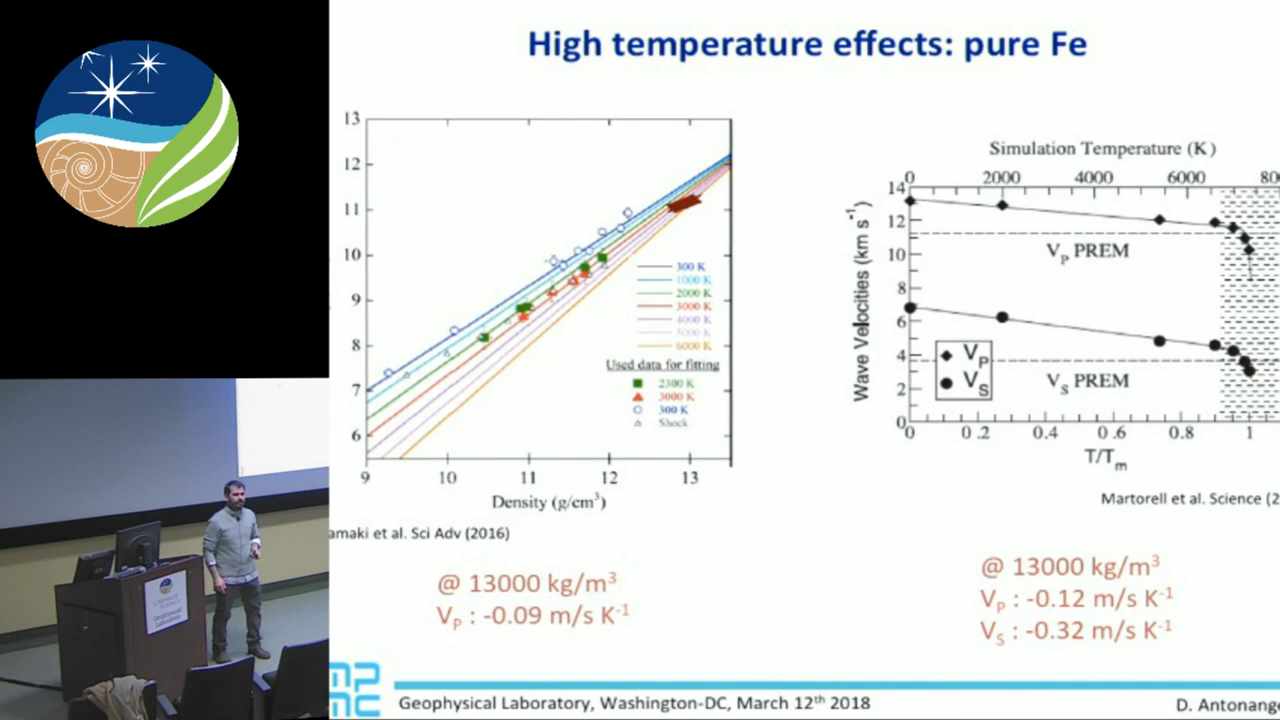 High temperature effects: pure Fe
13
12
11
10
9
8
7
6
9 10 11 12 13
Density (g/cm³)
300 K
1000 K
2000 K
3000 K
4000 K
5000 K
6000 K
Used data for fitting
2300 K
3000 K
300 K
Shock
amaki et al. Sci Adv (2016)
@ 13000 kg/m³
V_P : -0.09 m/s K⁻¹
Simulation Temperature (K)
0 2000 4000 6000 80
14
12
10
8
6
4
2
0
Wave Velocities (km s⁻¹)
V_P PREM
V_S PREM
V_P
V_S
0 0.2 0.4 0.6 0.8 1
T/T_m
Martorell et al. Science (2
@ 13000 kg/m³
V_P : -0.12 m/s K⁻¹
V_S : -0.32 m/s K⁻¹
Geophysical Laboratory, Washington-DC, March 12th 2018
D. Antonang
Geophysical
Laboratory